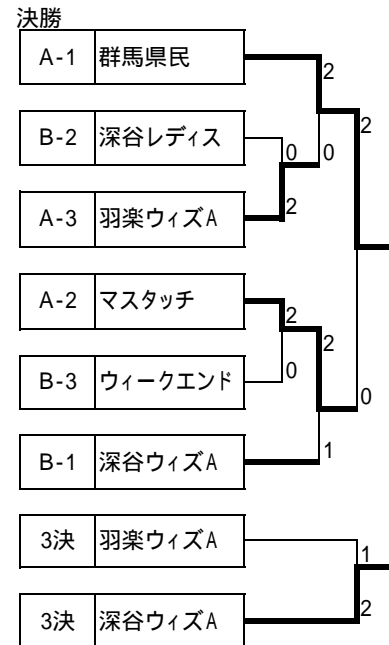 決勝
A-1 群馬県民
2
2
B-2 深谷レディス
0 0
A-3 羽楽ウィズA
2
A-2 マスタッチ
2
2
B-3 ウィークエンド
0
0
B-1 深谷ウィズA
1
3決 羽楽ウィズA
1
3決 深谷ウィズA
2